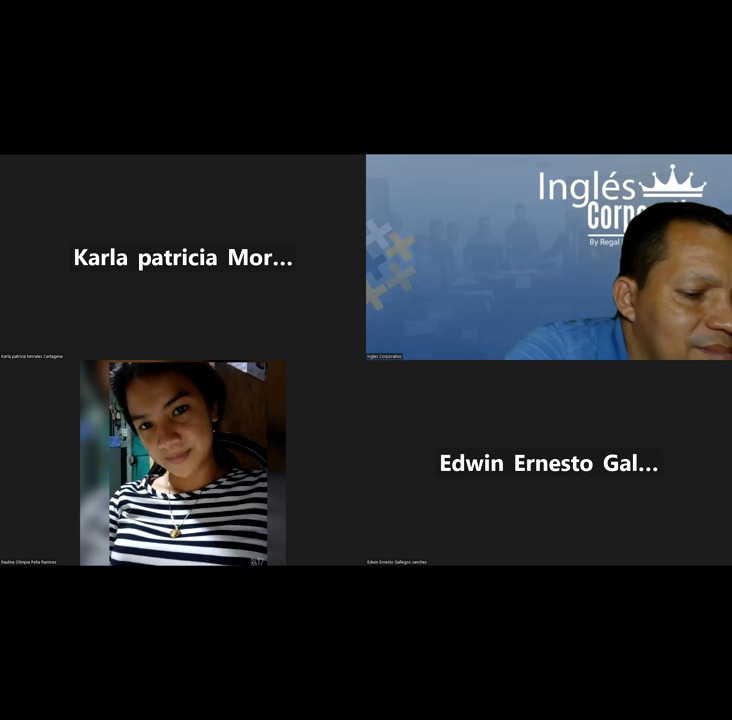 Karla patricia Mor...
Karla patricia Morales Cartagena
Inglés
By Regal
Ingles Corporativo
Paulina Olimpia Peña Ramirez
Edwin Ernesto Gal...
Edwin Ernesto Gallegos sanchez